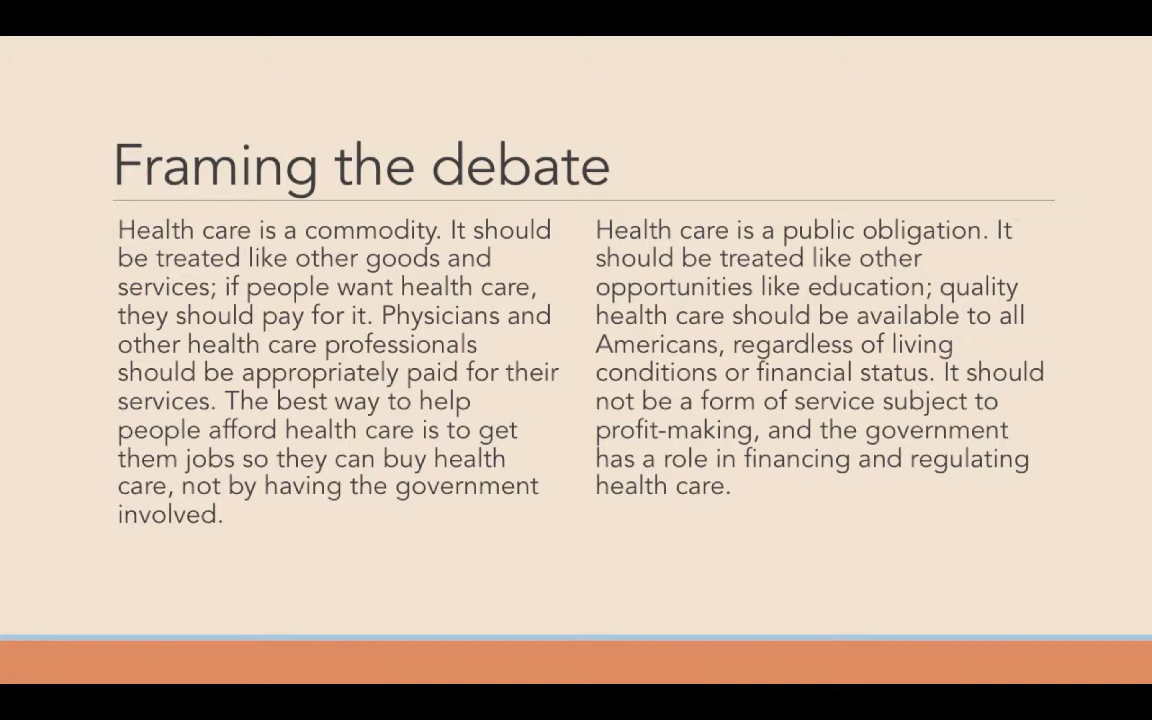 Framing the debate
Health care is a commodity. It should
be treated like other goods and
services; if people want health care,
they should pay for it. Physicians and
other health care professionals
should be appropriately paid for their
services. The best way to help
people afford health care is to get
them jobs so they can buy health
care, not by having the government
involved.
Health care is a public obligation. It
should be treated like other
opportunities like education; quality
health care should be available to all
Americans, regardless of living
conditions or financial status. It should
not be a form of service subject to
profit-making, and the government
has a role in financing and regulating
health care.